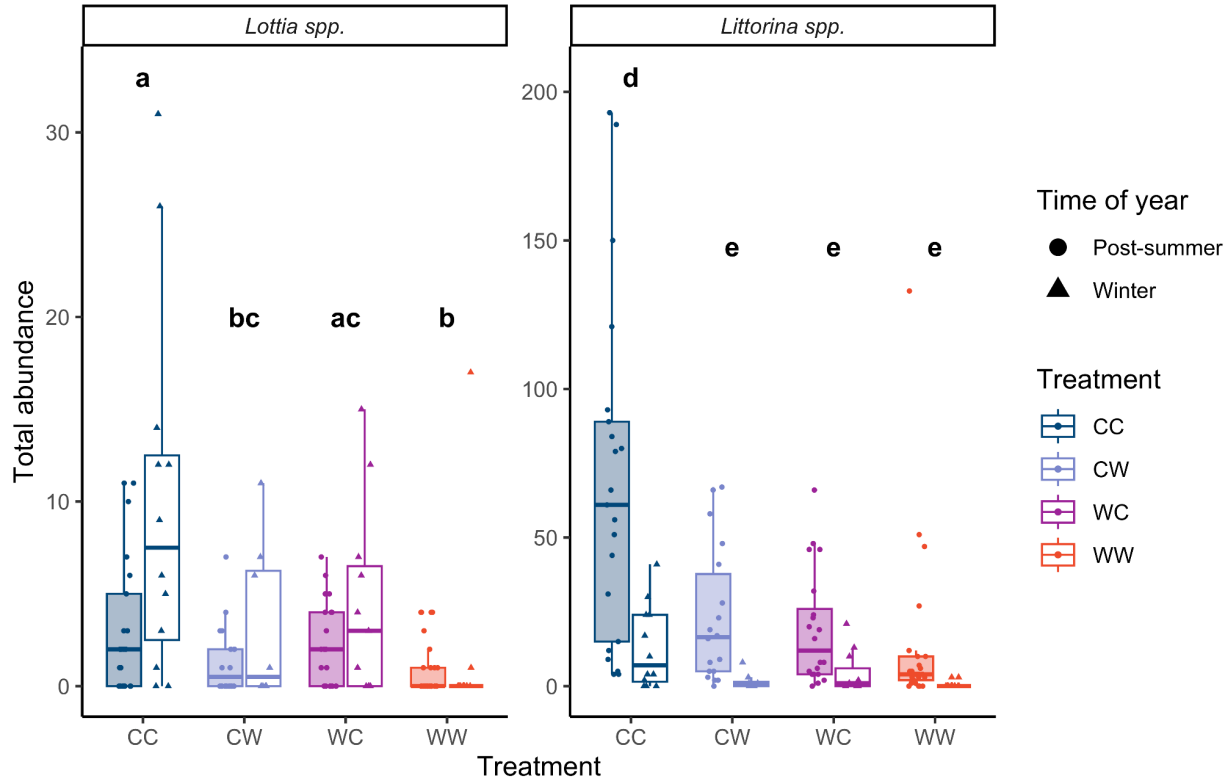 Lottia spp.
Littorina spp.
Total abundance
30
20
10
0
a
bc
ac
b
CC
CW
WC
WW
200
150
100
50
0
d
e
e
e
CC
CW
WC
WW
Treatment
Time of year
Post-summer
Winter
Treatment
CC
CW
WC
WW